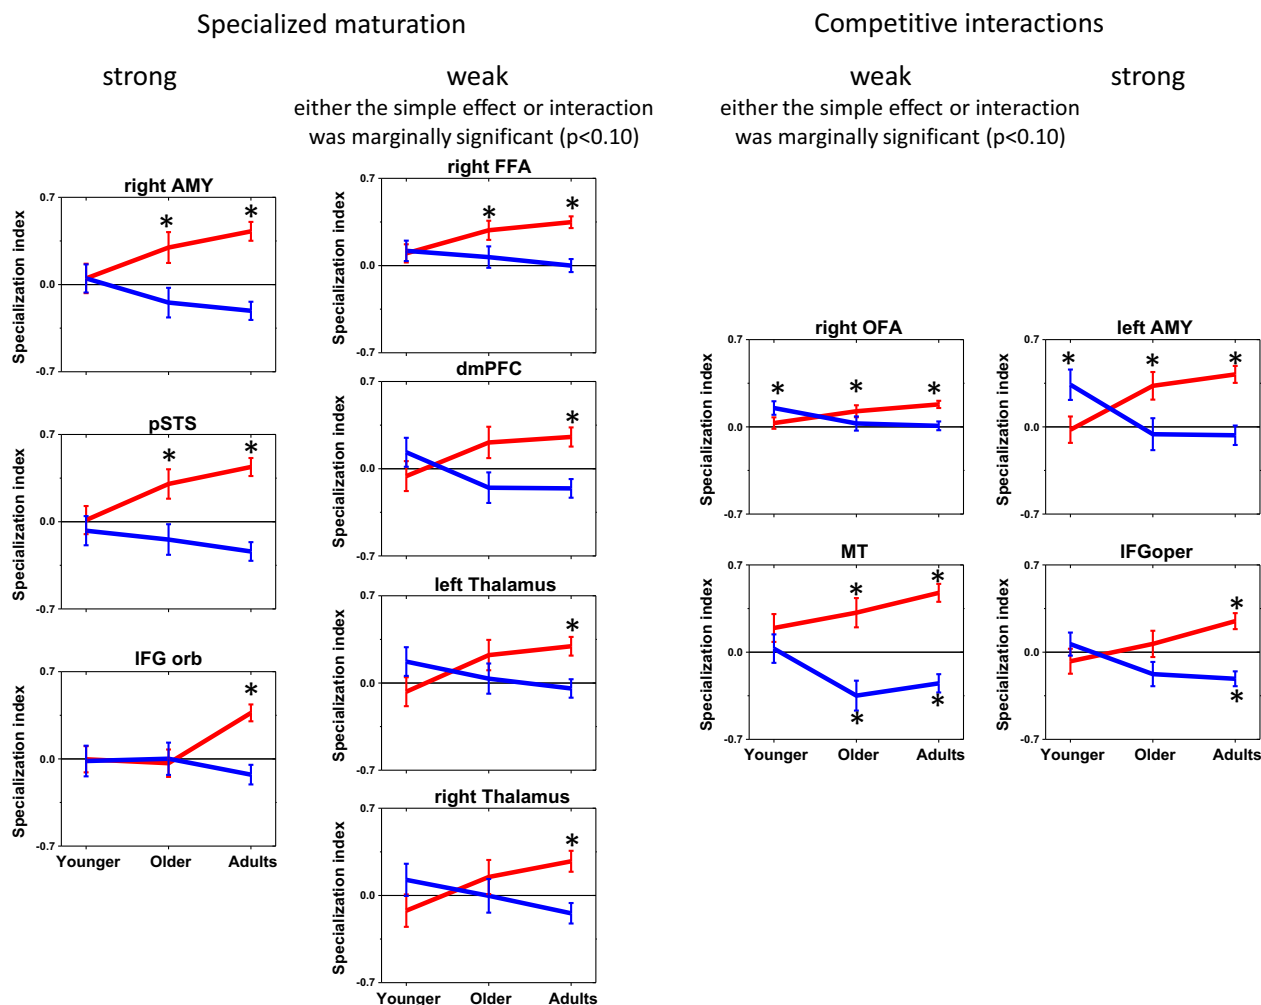 Specialized maturation
Competitive interactions
strong
weak
either the simple effect or interaction
was marginally significant (p<0.10)
weak
either the simple effect or interaction
was marginally significant (p<0.10)
strong
right AMY
Specialization index
0.7
0.0
-0.7
*
*
pSTS
Specialization index
0.7
0.0
-0.7
*
*
IFG orb
Specialization index
0.7
0.0
-0.7
*
Younger Older Adults
right FFA
Specialization index
0.7
0.0
-0.7
*
*
dmPFC
Specialization index
0.7
0.0
-0.7
*
left Thalamus
Specialization index
0.7
0.0
-0.7
*
right Thalamus
Specialization index
0.7
0.0
-0.7
*
Younger Older Adults
right OFA
Specialization index
0.7
0.0
-0.7
*
*
*
MT
Specialization index
0.7
0.0
-0.7
*
*
*
*
Younger Older Adults
left AMY
Specialization index
0.7
0.0
-0.7
*
*
*
IFGoper
Specialization index
0.7
0.0
-0.7
*
*
Younger Older Adults